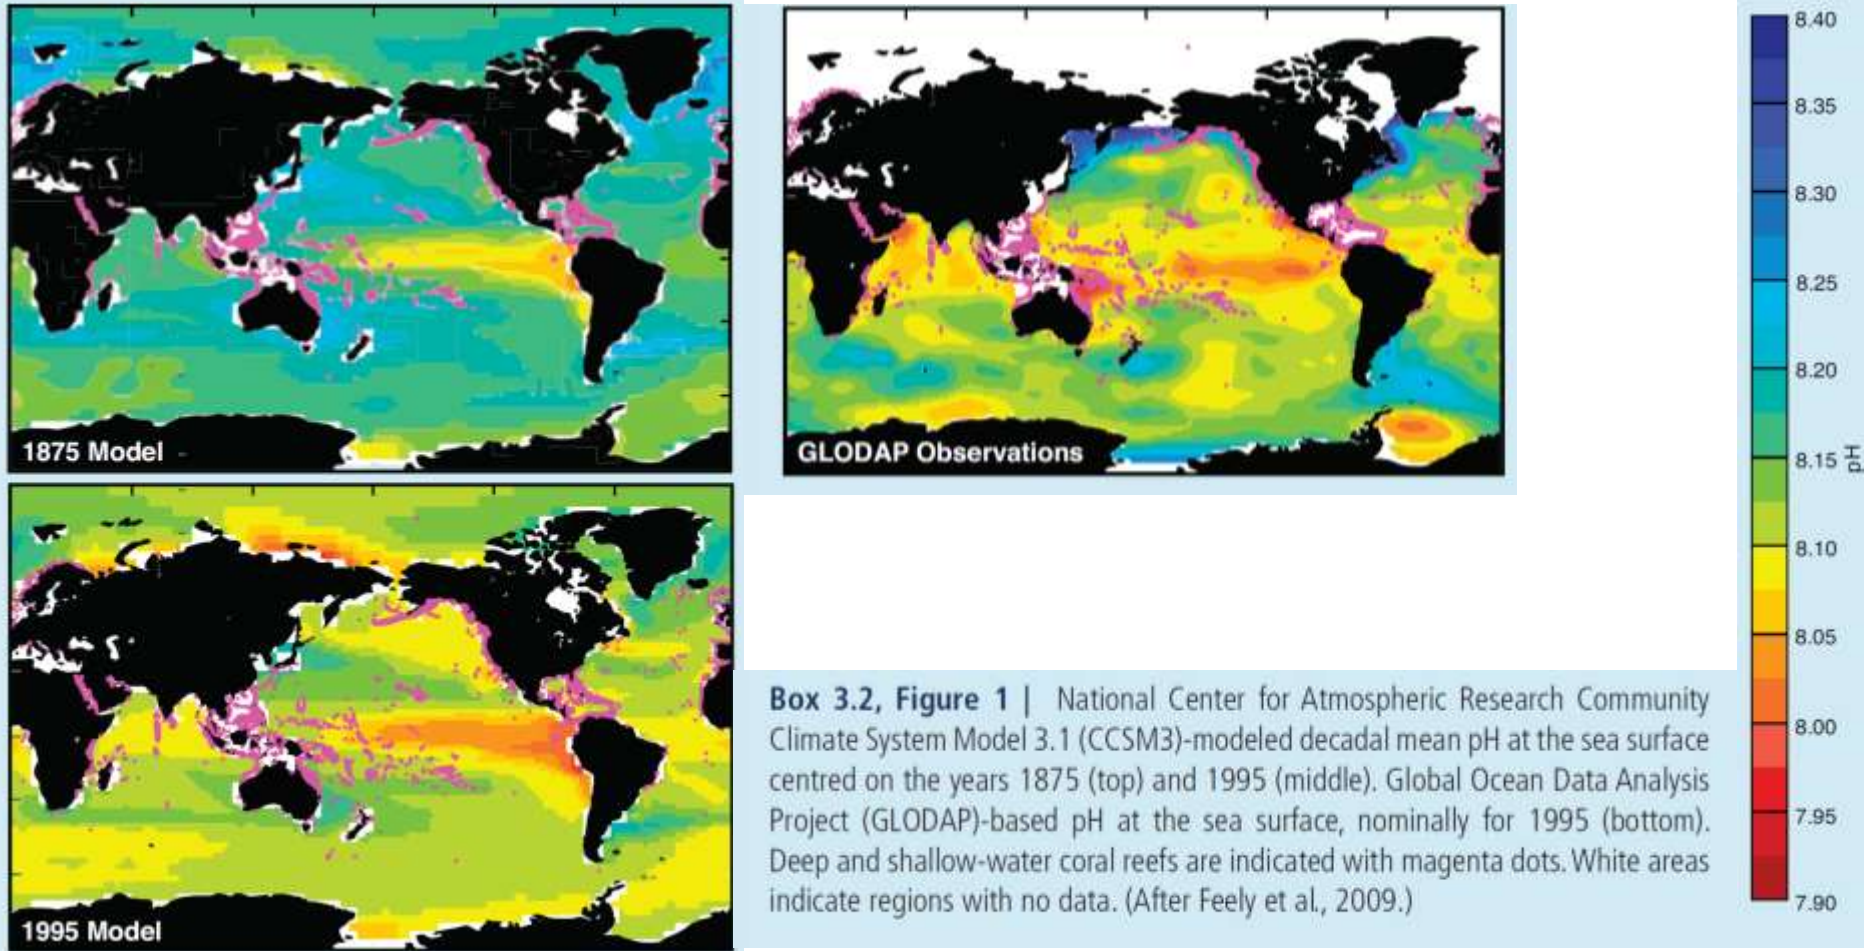 1875 Model
GLODAP Observations
1995 Model
8.40
8.35
8.30
8.25
8.20
8.15
8.10
8.05
8.00
7.95
7.90
pH
Box 3.2, Figure 1 | National Center for Atmospheric Research Community
Climate System Model 3.1 (CCSM3)-modeled decadal mean pH at the sea surface
centred on the years 1875 (top) and 1995 (middle). Global Ocean Data Analysis
Project (GLODAP)-based pH at the sea surface, nominally for 1995 (bottom).
Deep and shallow-water coral reefs are indicated with magenta dots. White areas
indicate regions with no data. (After Feely et al., 2009.)